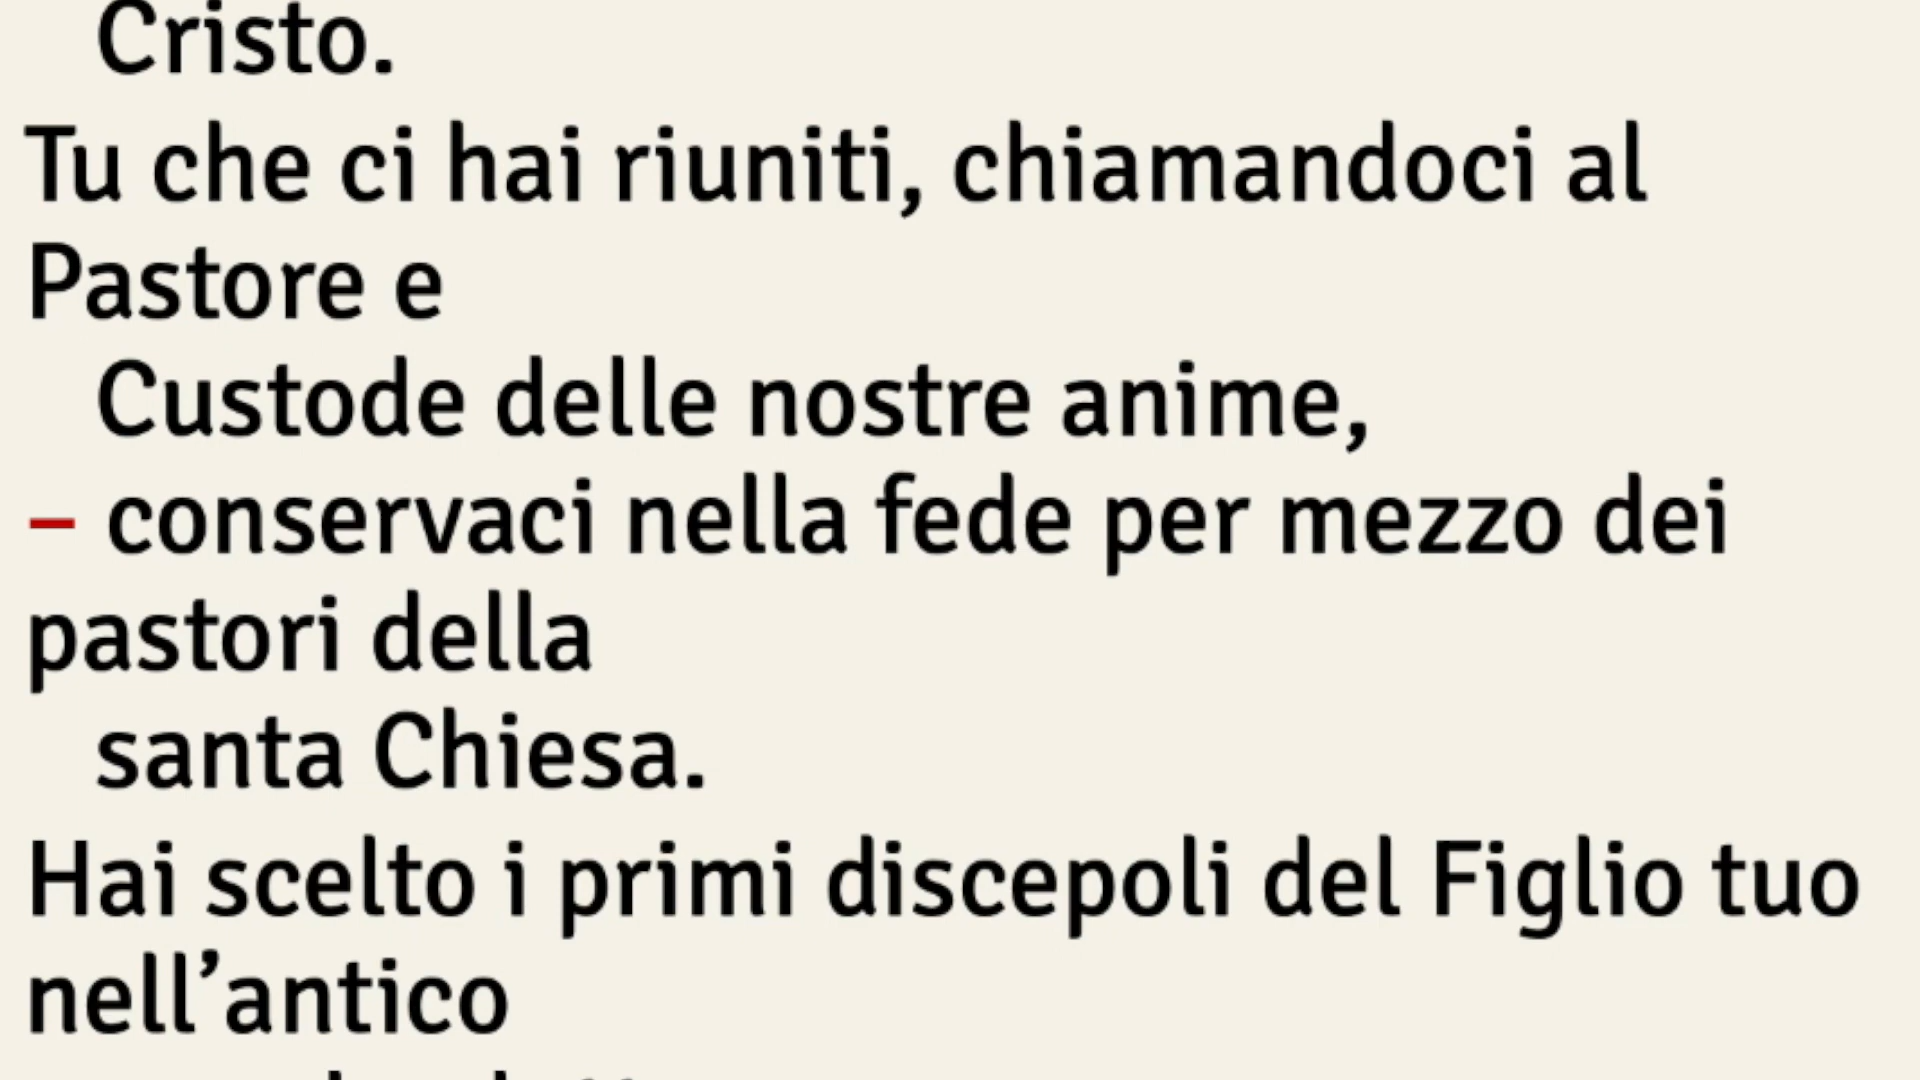 Cristo.
Tu che ci hai riuniti, chiamandoci al
Pastore e
Custode delle nostre anime,
– conservaci nella fede per mezzo dei
pastori della
santa Chiesa.
Hai scelto i primi discepoli del Figlio tuo
nell’antico